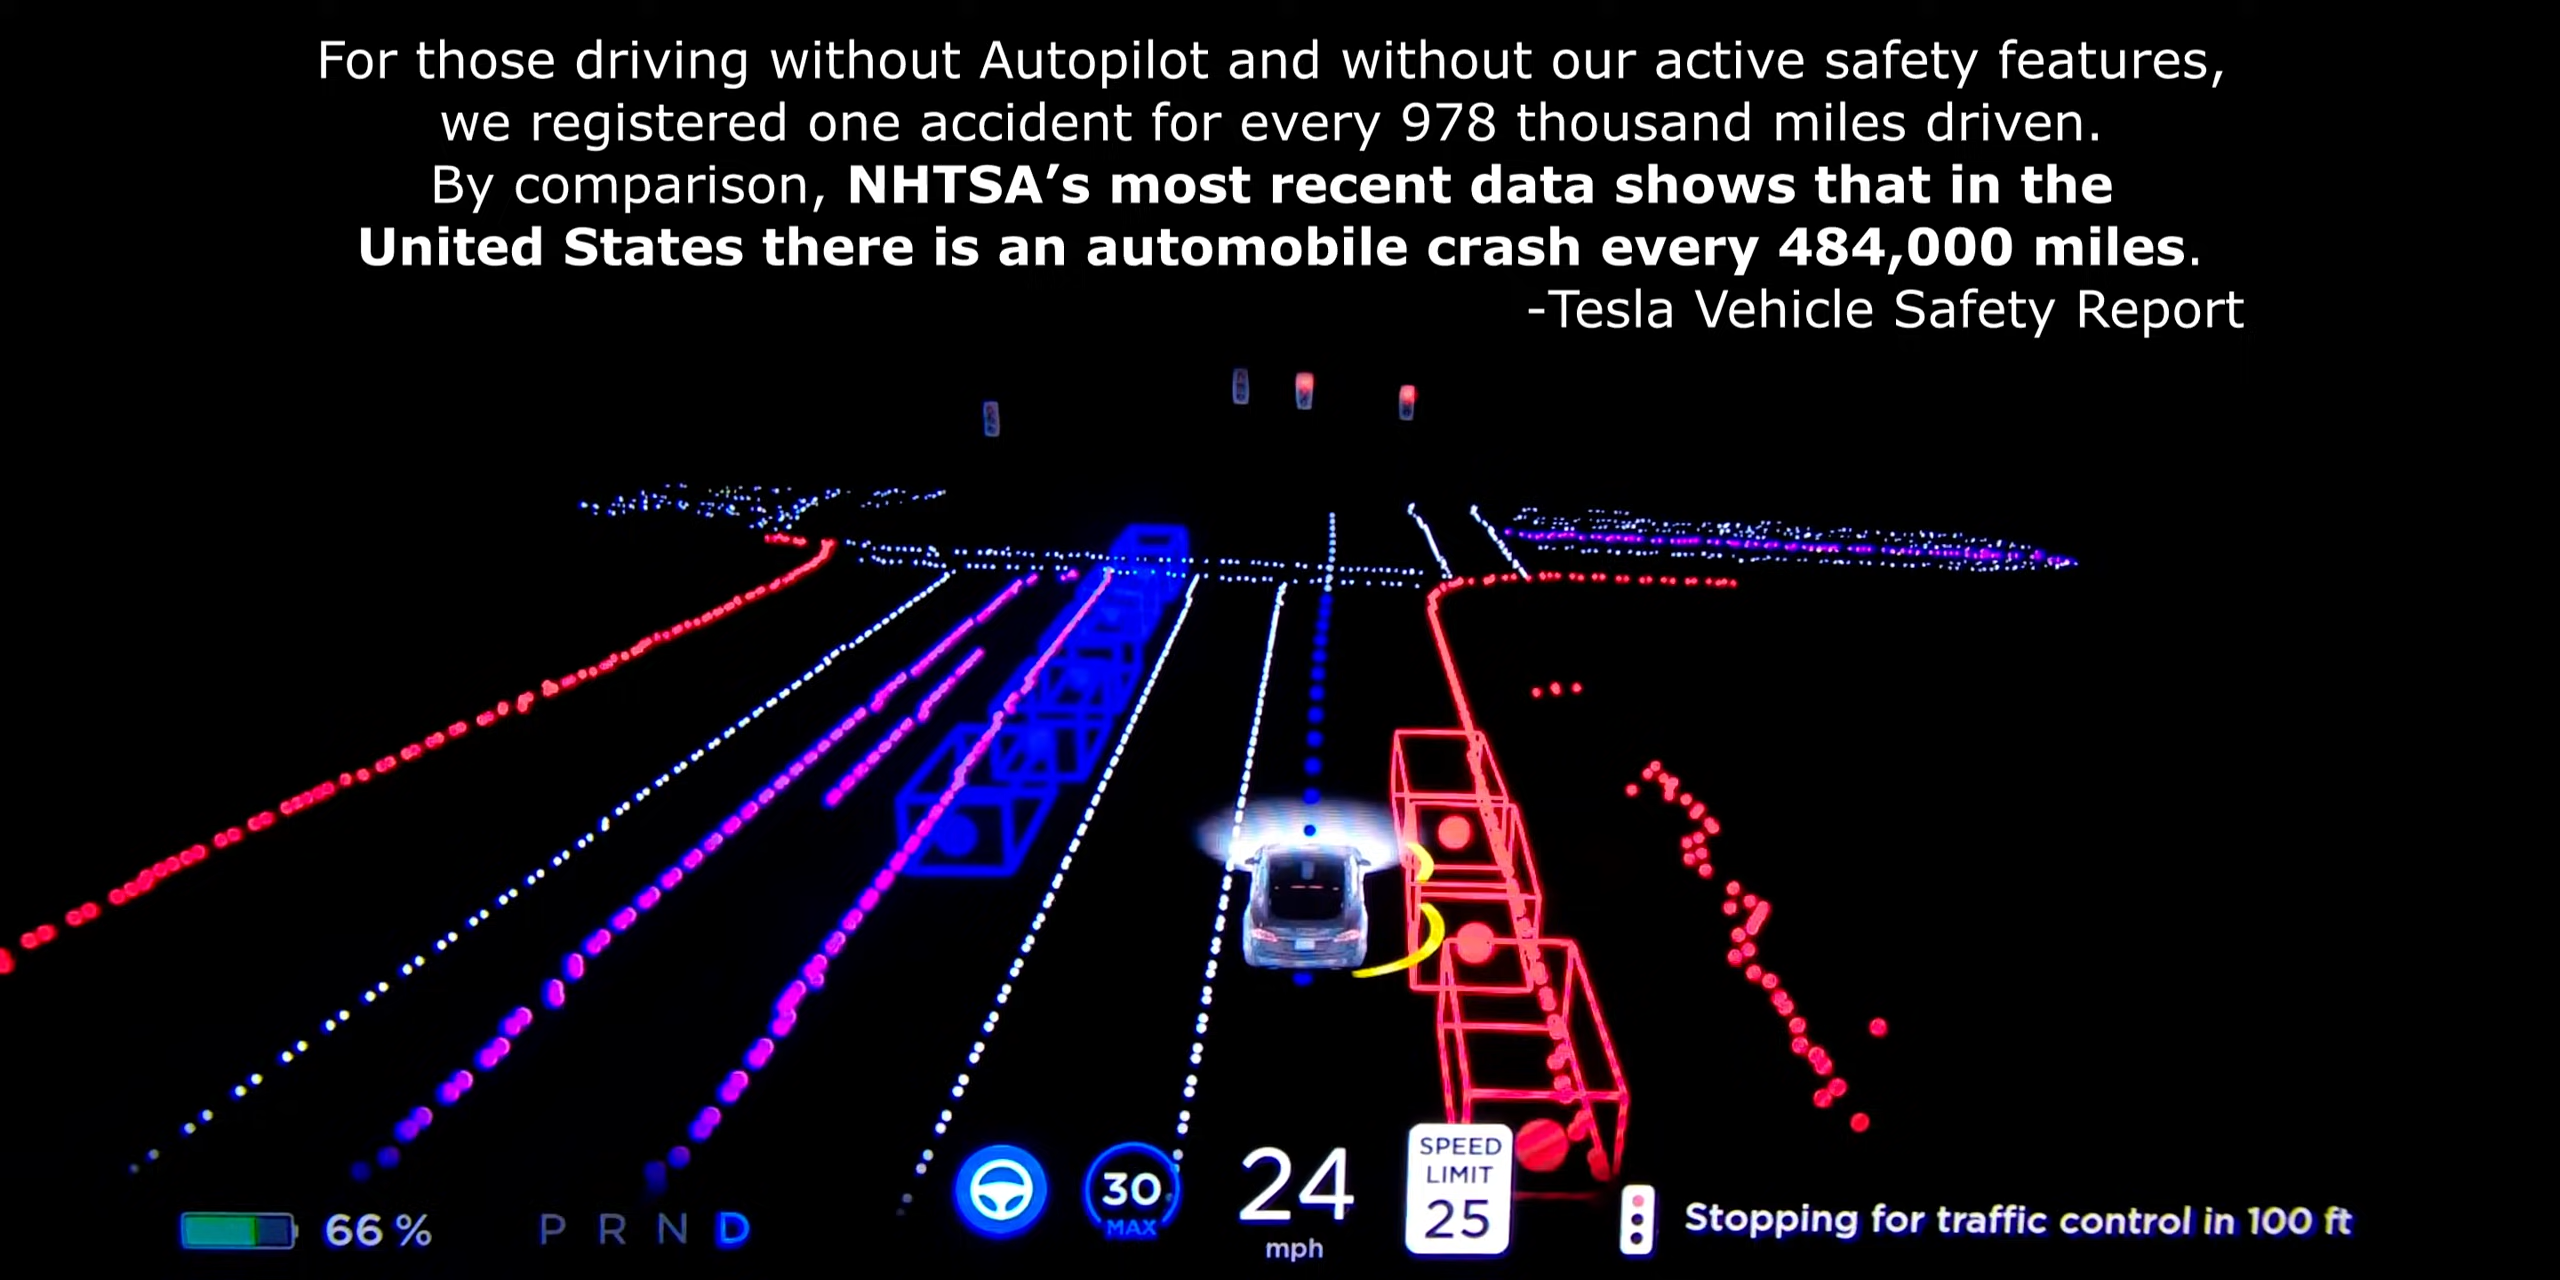 For those driving without Autopilot and without our active safety features,
we registered one accident for every 978 thousand miles driven.
By comparison, NHTSA’s most recent data shows that in the
United States there is an automobile crash every 484,000 miles.
-Tesla Vehicle Safety Report
66 %
P R N D
30
MAX
24
mph
SPEED
LIMIT
25
Stopping for traffic control in 100 ft